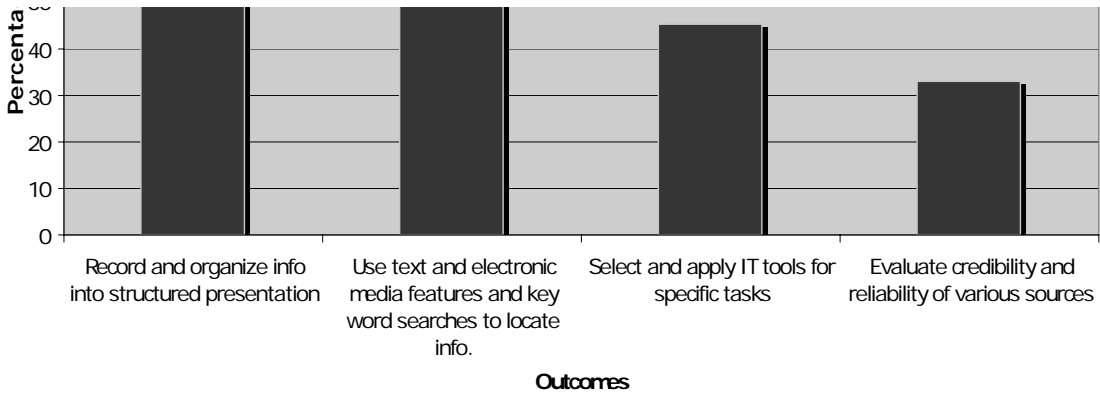 Percenta
40
30
20
10
0
Record and organize info
into structured presentation
Use text and electronic
media features and key
word searches to locate
info.
Select and apply IT tools for
specific tasks
Evaluate credibility and
reliability of various sources
Outcomes